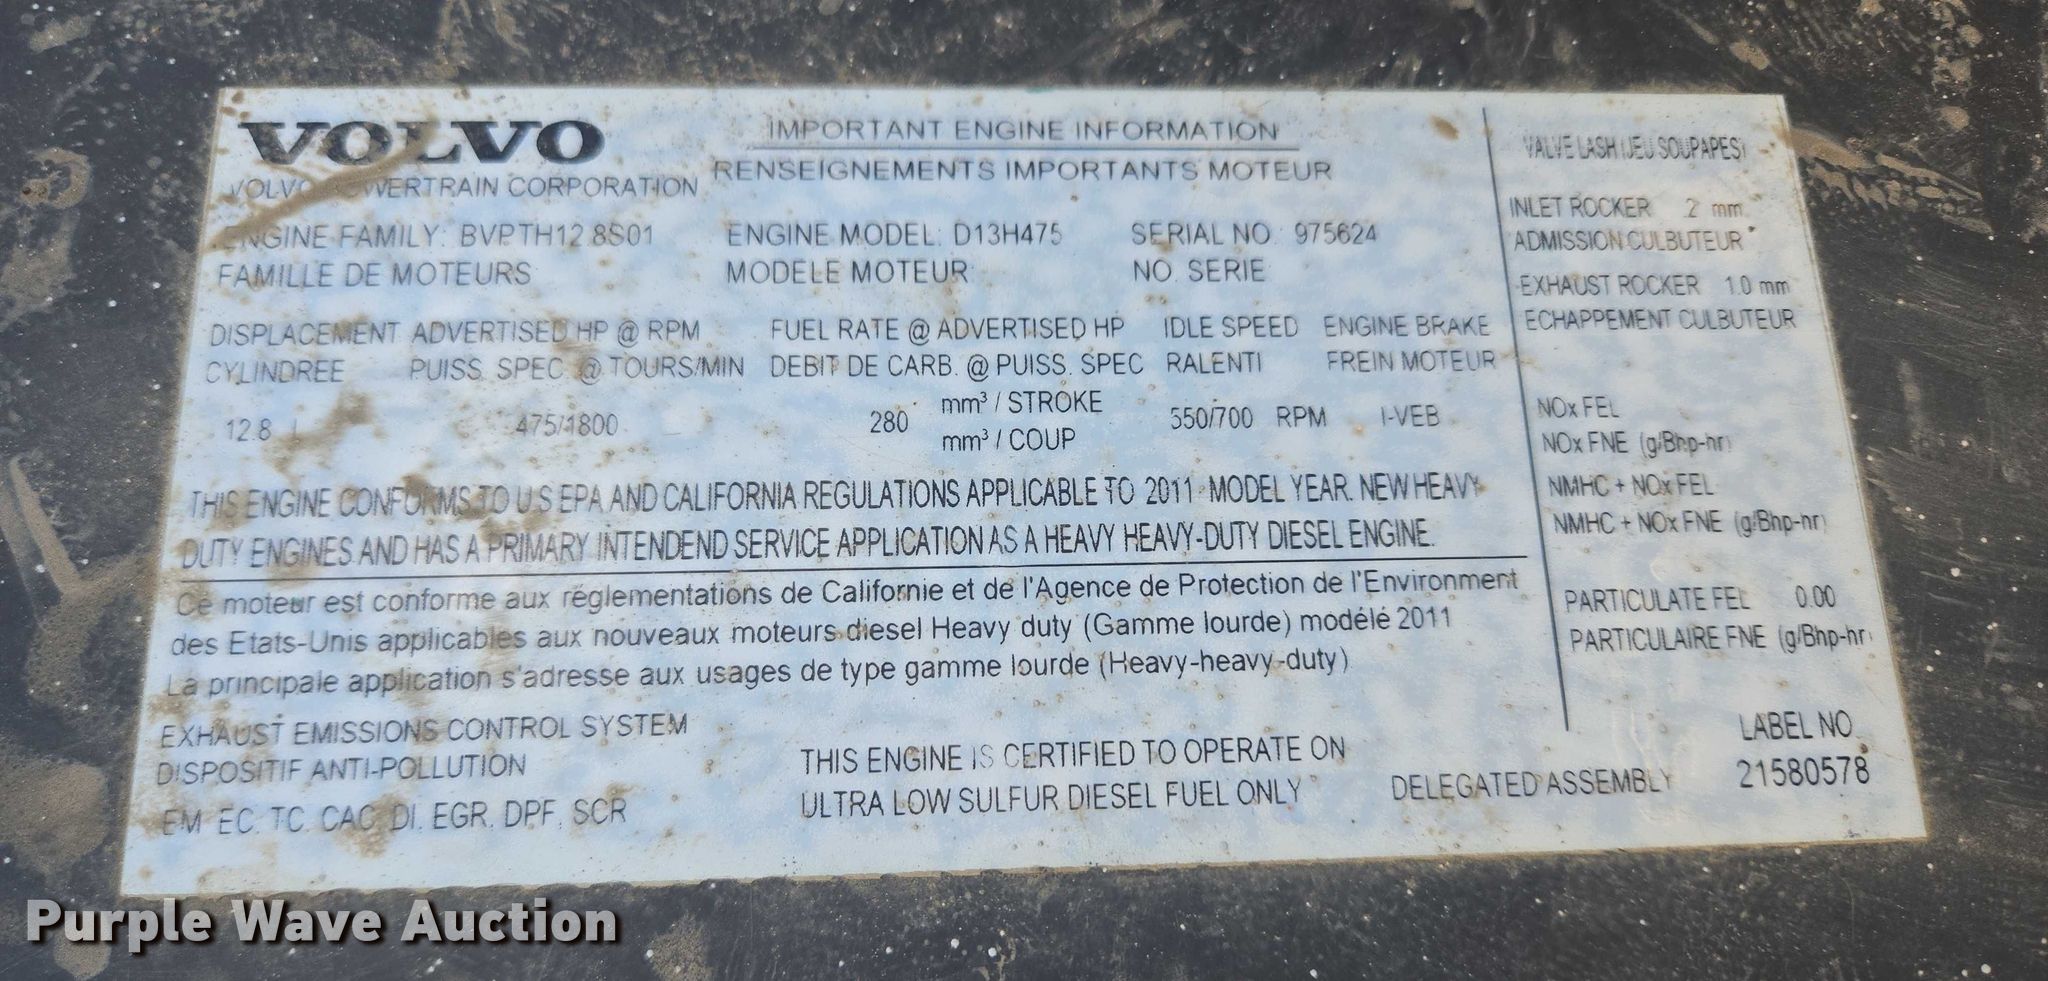 VOLVO
VOLVO POWERTRAIN CORPORATION
IMPORTANT ENGINE INFORMATION
RENSEIGNEMENTS IMPORTANTS MOTEUR
ENGINE FAMILY: BVPTH12.8S01 ENGINE MODEL: D13H475 SERIAL NO. 975624
FAMILLE DE MOTEURS MODELE MOTEUR NO. SERIE
DISPLACEMENT ADVERTISED HP @ RPM FUEL RATE @ ADVERTISED HP IDLE SPEED ENGINE BRAKE
CYLINDREE PUISS. SPEC. @ TOURS/MIN DEBIT DE CARB. @ PUISS. SPEC RALENTI FREIN MOTEUR
12.8 L 475/1800 280 mm³ / STROKE 550/700 RPM I-VEB
mm³ / COUP
THIS ENGINE CONFORMS TO U S EPA AND CALIFORNIA REGULATIONS APPLICABLE TO 2011 MODEL YEAR. NEW HEAVY
DUTY ENGINES AND HAS A PRIMARY INTENDEND SERVICE APPLICATION AS A HEAVY HEAVY-DUTY DIESEL ENGINE.
Ce moteur est conforme aux réglementations de Californie et de l'Agence de Protection de l'Environment
des Etats-Unis applicables aux nouveaux moteurs diesel Heavy duty (Gamme lourde) modélé 2011
La principale application s'adresse aux usages de type gamme lourde (Heavy-heavy-duty)
EXHAUST EMISSIONS CONTROL SYSTEM
DISPOSITIF ANTI-POLLUTION
EM, EC, TC, CAC, DI, EGR, DPF, SCR
THIS ENGINE IS CERTIFIED TO OPERATE ON
ULTRA LOW SULFUR DIESEL FUEL ONLY
DELEGATED ASSEMBLY
VALVE LASH (JEU SOUPAPES)
INLET ROCKER .2 mm
ADMISSION CULBUTEUR
EXHAUST ROCKER 1.0 mm
ECHAPPEMENT CULBUTEUR
NOx FEL
NOx FNE (g/Bhp-hr)
NMHC + NOx FEL
NMHC + NOx FNE (g/Bhp-hr)
PARTICULATE FEL 0.00
PARTICULAIRE FNE (g/Bhp-hr)
LABEL NO.
21580578
Purple Wave Auction